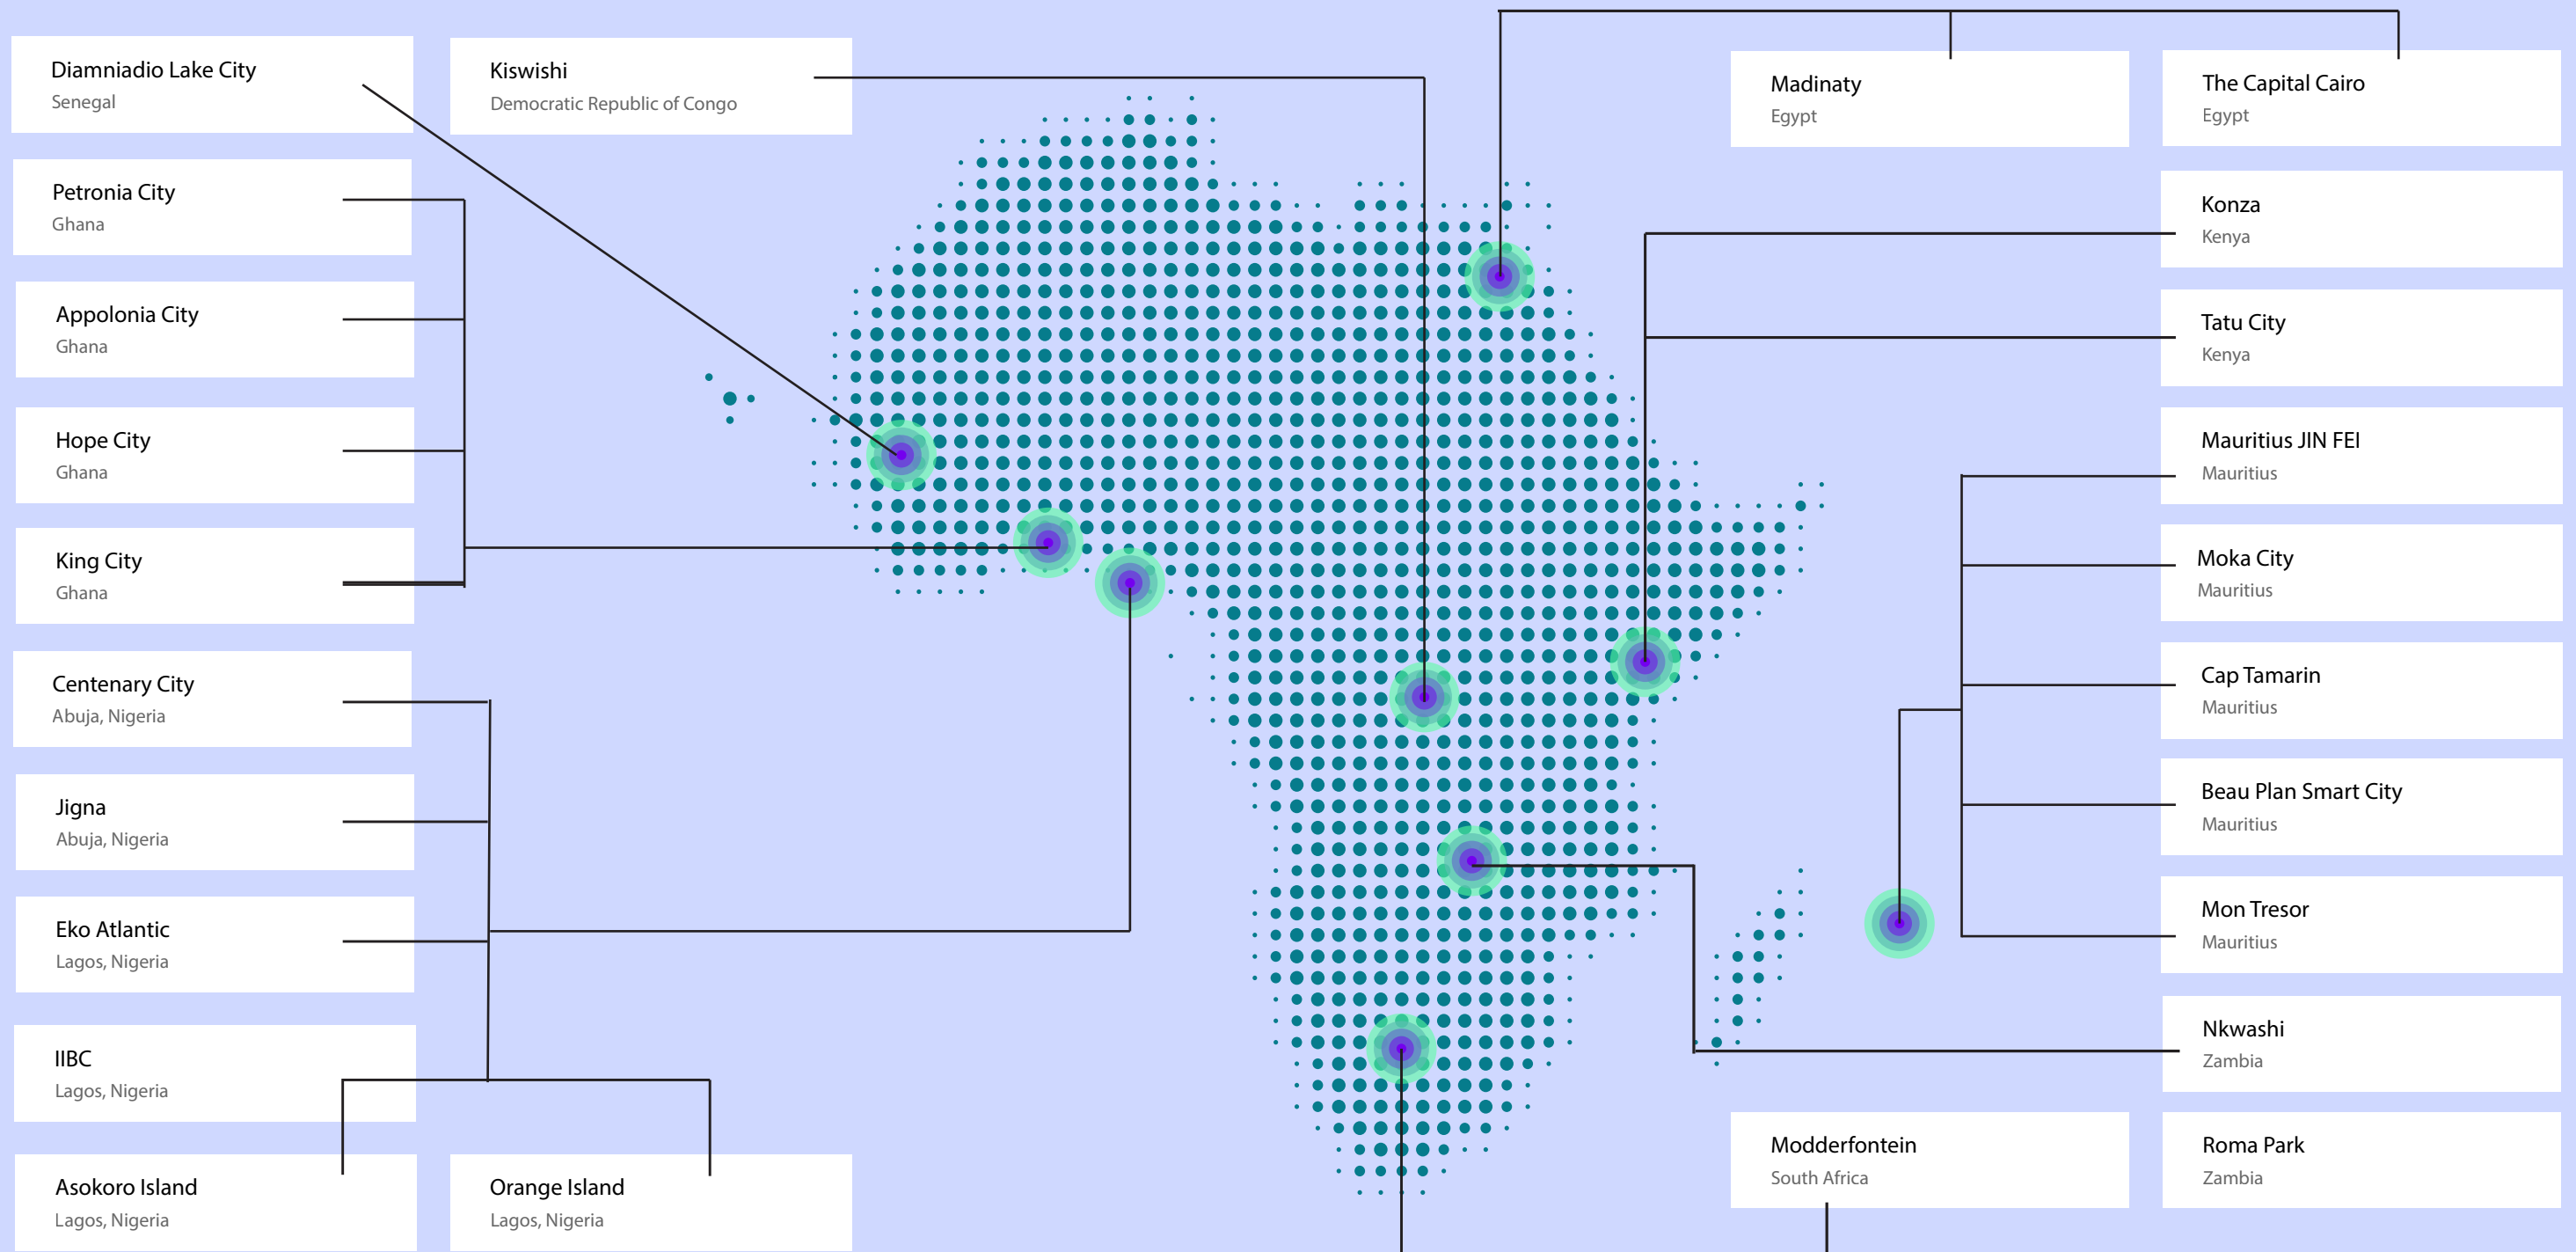 Diamniadio Lake City
Senegal
Kiswishi
Democratic Republic of Congo
Madinaty
Egypt
The Capital Cairo
Egypt
Petronia City
Ghana
Appolonia City
Ghana
Hope City
Ghana
King City
Ghana
Centenary City
Abuja, Nigeria
Jigna
Abuja, Nigeria
Eko Atlantic
Lagos, Nigeria
IIBC
Lagos, Nigeria
Asokoro Island
Lagos, Nigeria
Orange Island
Lagos, Nigeria
Konza
Kenya
Tatu City
Kenya
Mauritius JIN FEI
Mauritius
Moka City
Mauritius
Cap Tamarin
Mauritius
Beau Plan Smart City
Mauritius
Mon Tresor
Mauritius
Nkwashi
Zambia
Modderfontein
South Africa
Roma Park
Zambia